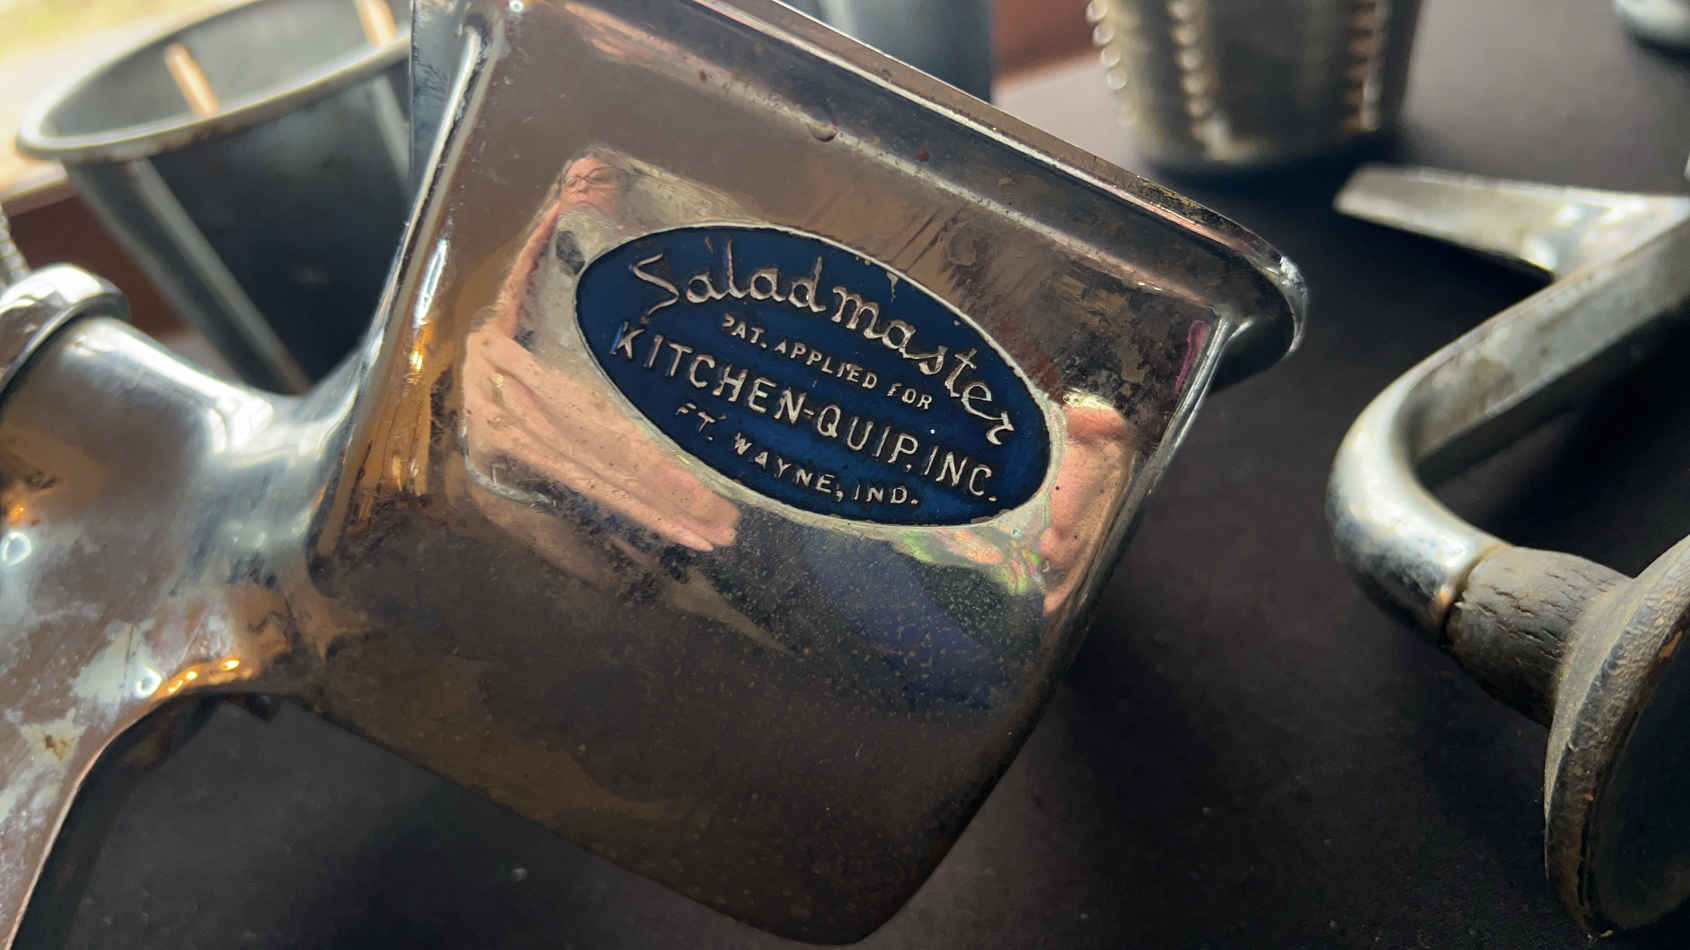 Saladmaster
PAT. APPLIED FOR
KITCHEN-QUIP, INC.
FT. WAYNE, IND.